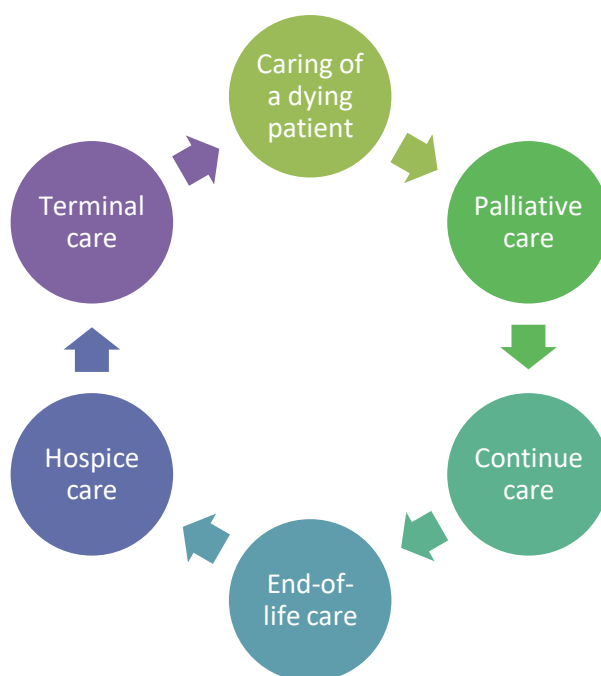 Caring of
a dying
patient
Palliative
care
Continue
care
End-of-
life care
Hospice
care
Terminal
care